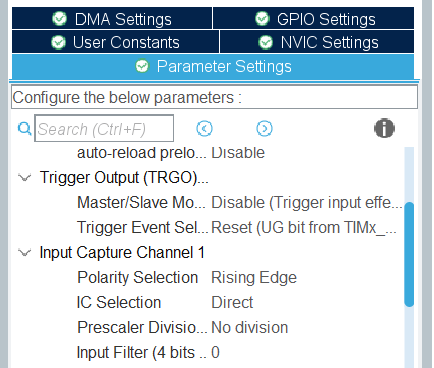 DMA Settings
GPIO Settings
User Constants
NVIC Settings
Parameter Settings
Configure the below parameters :
Search (Ctrl+F)
auto-reload prelo... Disable
Trigger Output (TRGO)...
Master/Slave Mo... Disable (Trigger input effe...
Trigger Event Sel... Reset (UG bit from TIMx_...
Input Capture Channel 1
Polarity Selection Rising Edge
IC Selection Direct
Prescaler Divisio... No division
Input Filter (4 bits ... 0